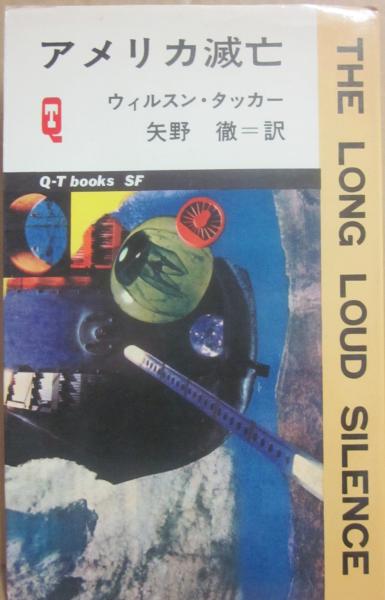 アメリカ滅亡
QT
ウィルスン・タッカー
矢野 徹＝訳
Q-T books SF
THE LONG LOUD SILENCE